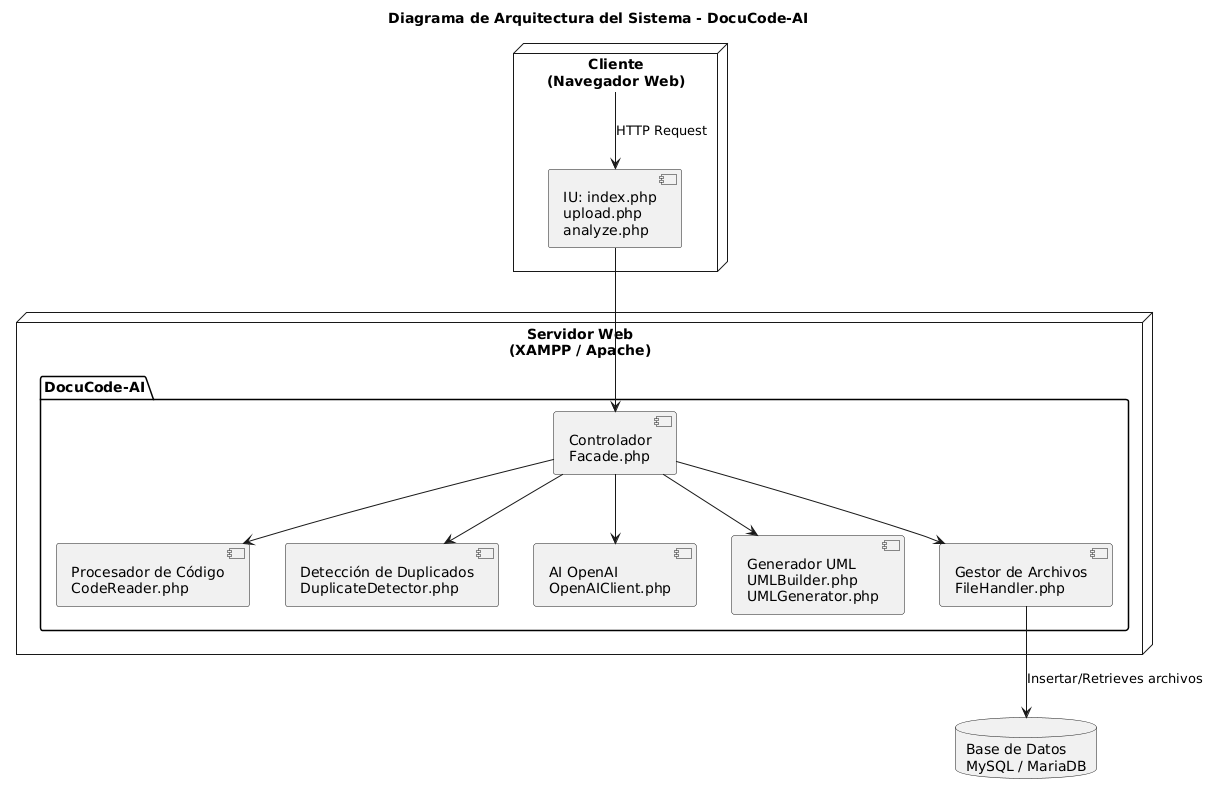 Diagrama de Arquitectura del Sistema - DocuCode-AI
Cliente
(Navegador Web)
HTTP Request
IU: index.php
upload.php
analyze.php
Servidor Web
(XAMPP / Apache)
DocuCode-AI
Controlador
Facade.php
Procesador de Código
CodeReader.php
Detección de Duplicados
DuplicateDetector.php
AI OpenAI
OpenAIClient.php
Generador UML
UMLBuilder.php
UMLGenerator.php
Gestor de Archivos
FileHandler.php
Insertar/Retrieves archivos
Base de Datos
MySQL / MariaDB